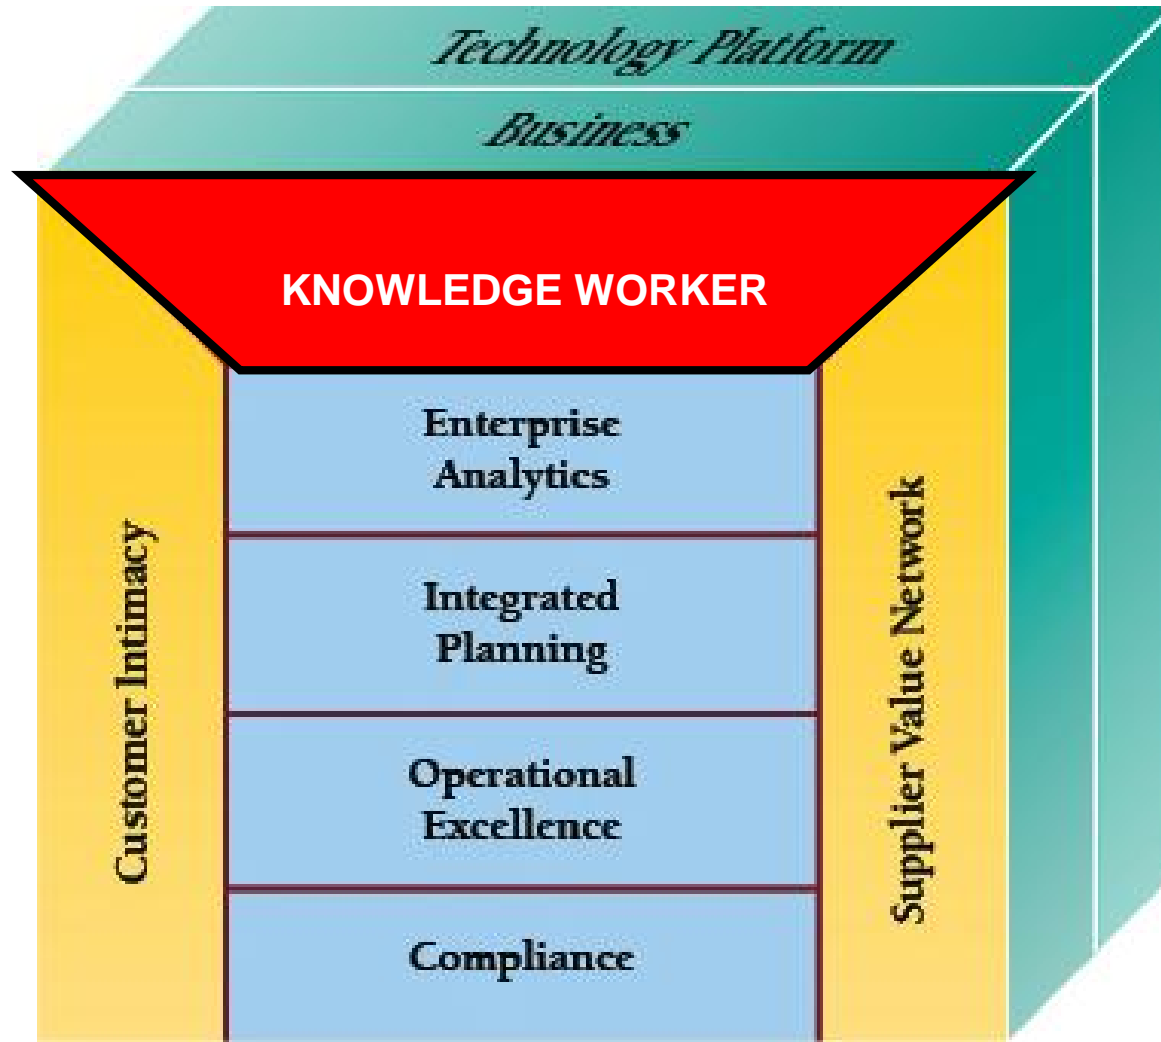 Technology Platform
Business
KNOWLEDGE WORKER
Customer Intimacy
Enterprise
Analytics
Integrated
Planning
Operational
Excellence
Compliance
Supplier Value Network